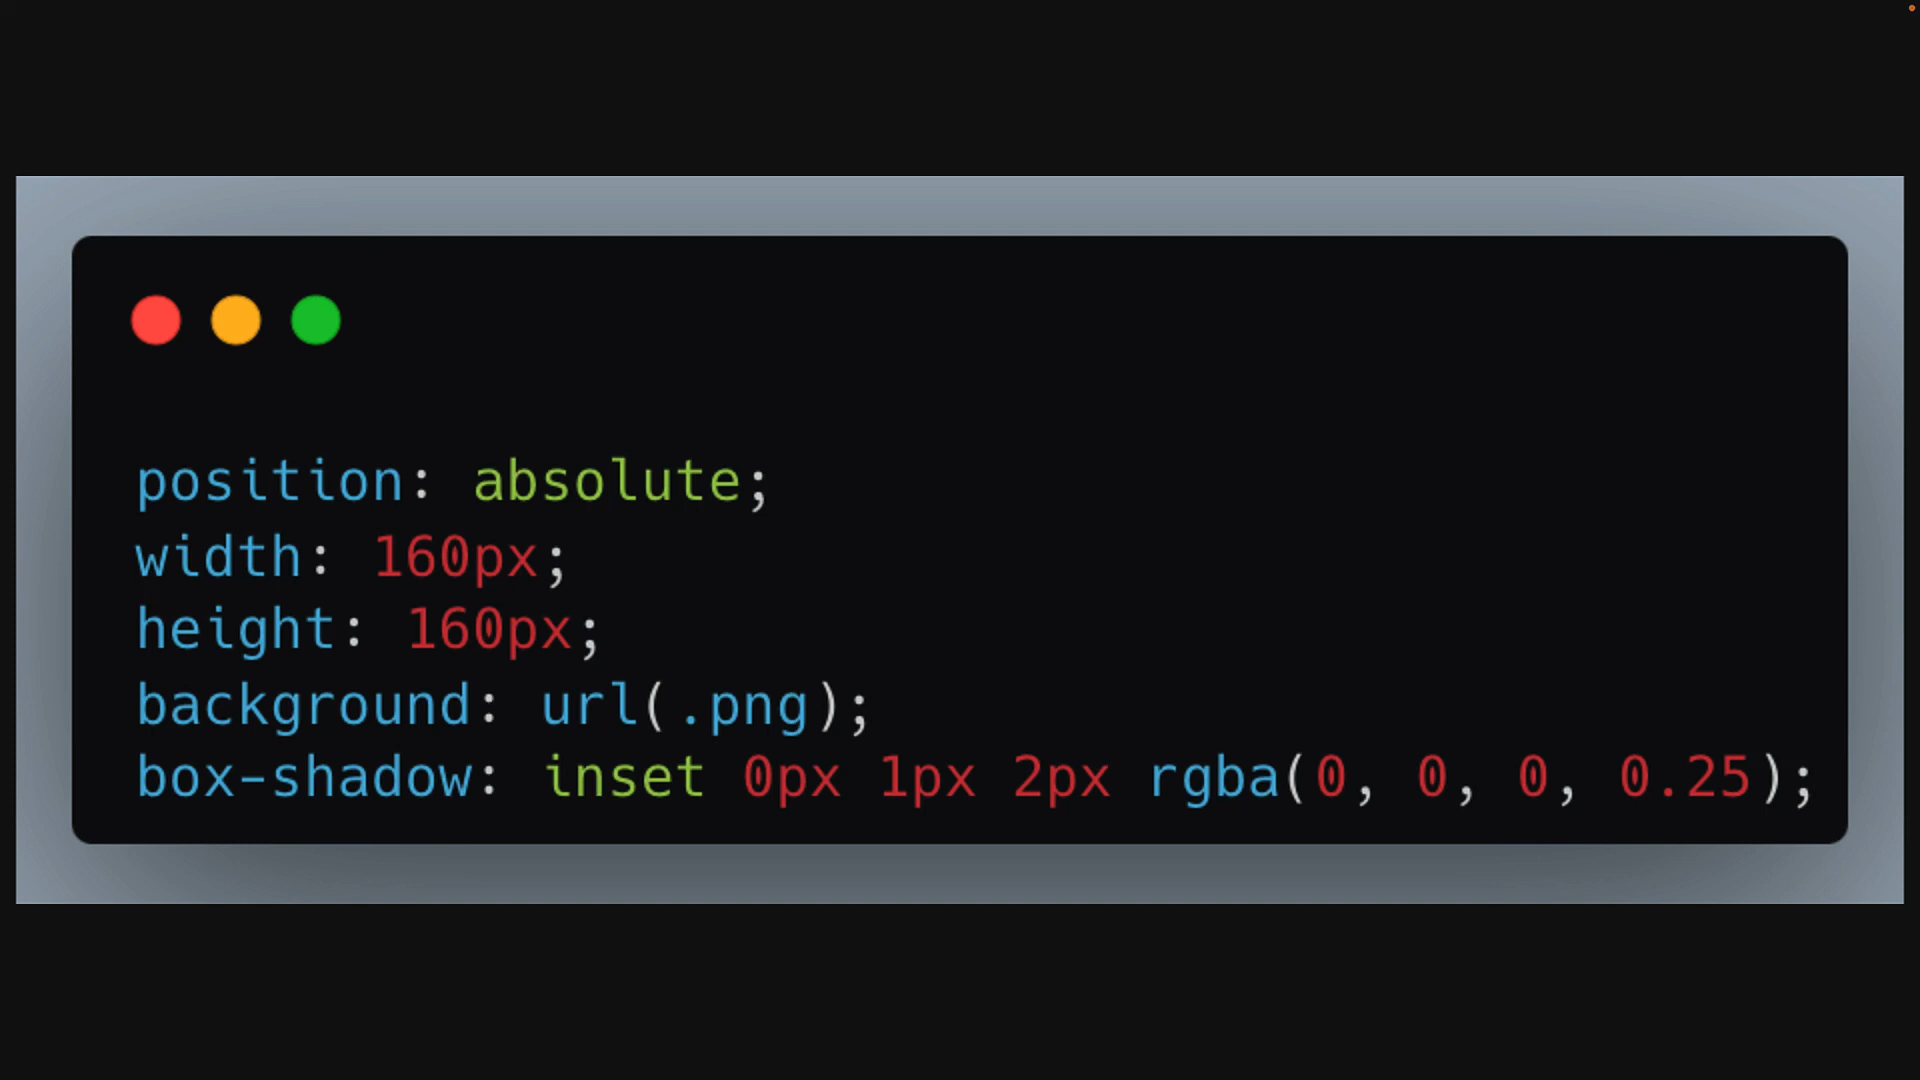 position: absolute;
width: 160px;
height: 160px;
background: url(.png);
box-shadow: inset 0px 1px 2px rgba(0, 0, 0, 0.25);